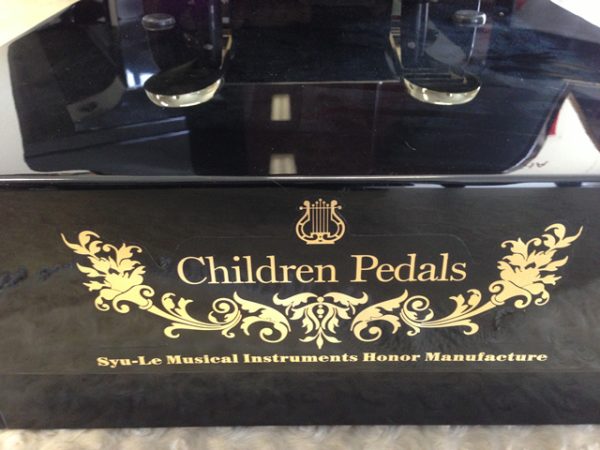 Children Pedals
Syu-Le Musical Instruments Honor Manufacture